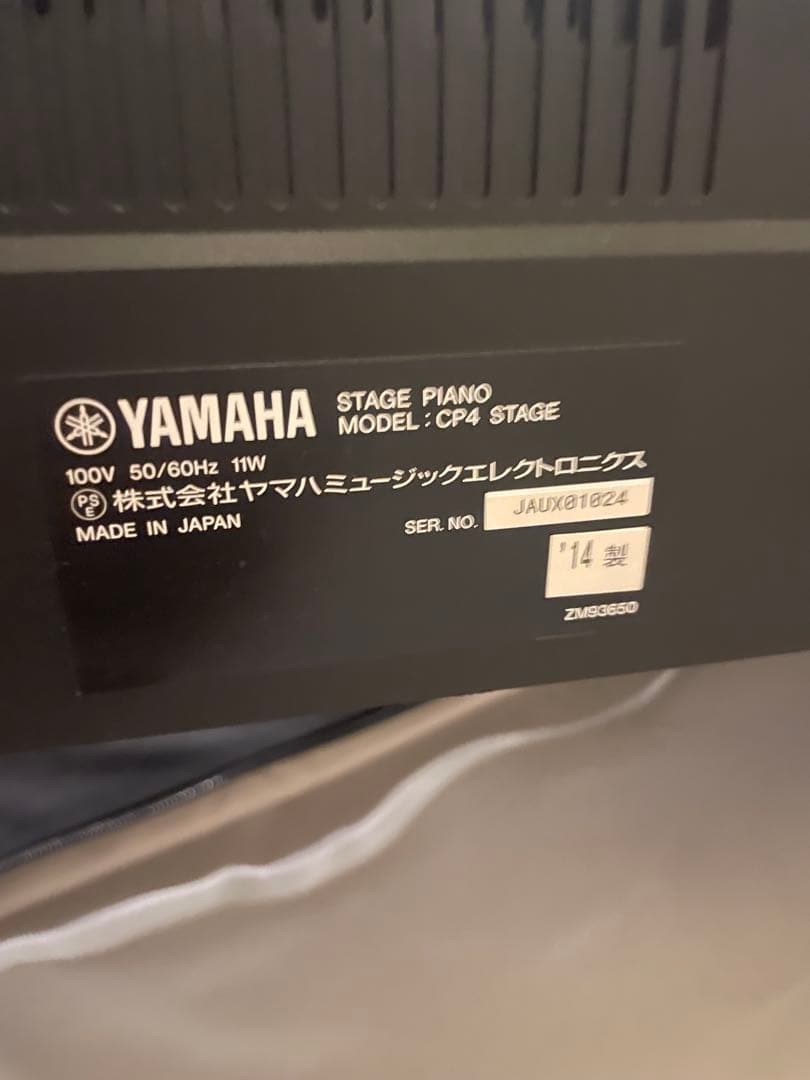 YAMAHA
STAGE PIANO
MODEL : CP4 STAGE
100V 50/60Hz 11W
PSE 株式会社ヤマハミュージックエレクトロニクス
MADE IN JAPAN
SER. NO. JAUX01024
'14 製
ZM93650